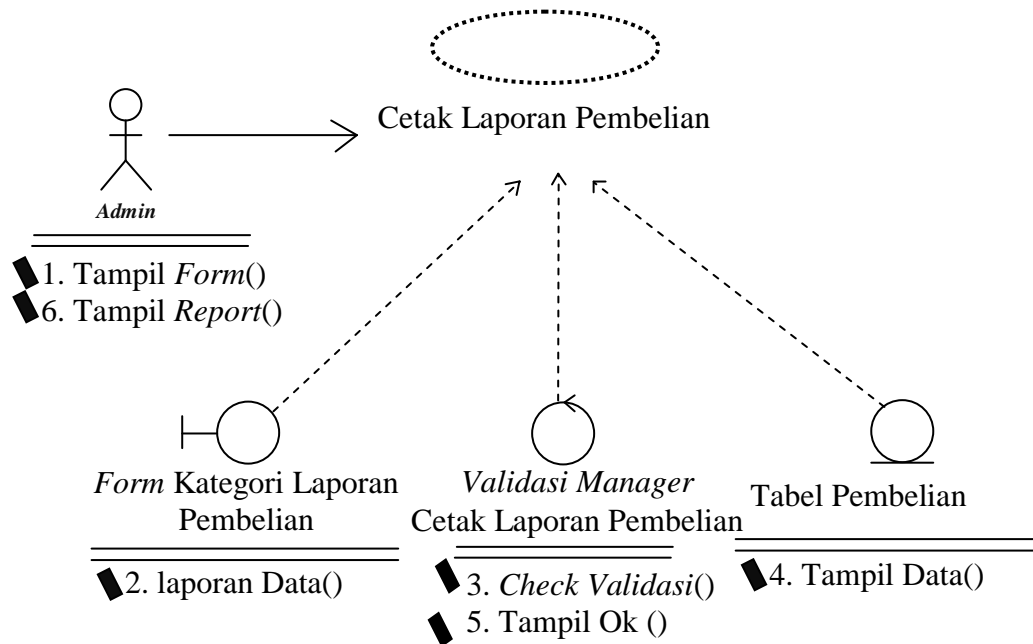 Cetak Laporan Pembelian
Admin
1. Tampil Form()
6. Tampil Report()
Form Kategori Laporan
Pembelian
2. laporan Data()
Validasi Manager
Cetak Laporan Pembelian
3. Check Validasi()
5. Tampil Ok ()
Tabel Pembelian
4. Tampil Data()